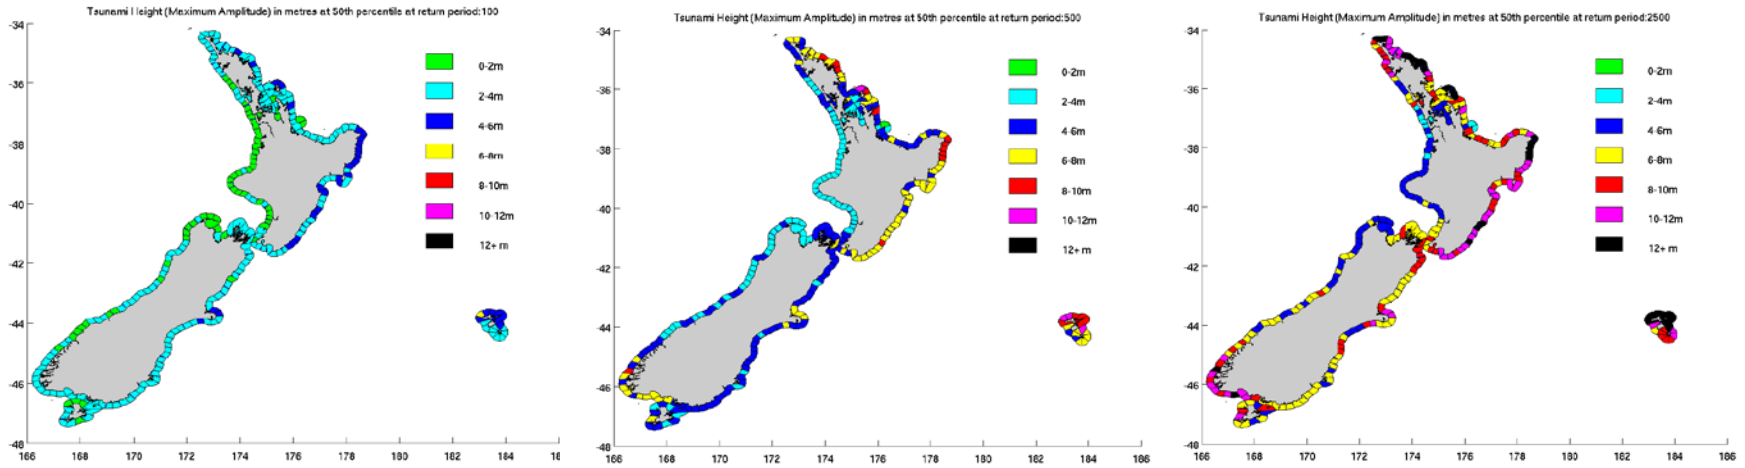 Tsunami Height (Maximum Amplitude) in metres at 50th percentile at return period:100
-34
-36
-38
-40
-42
-44
-46
-48
166
168
170
172
174
176
178
180
182
184
18
0-2m
2-4m
4-6m
6-8m
8-10m
10-12m
12+ m
Tsunami Height (Maximum Amplitude) in metres at 50th percentile at return period:500
-34
-36
-38
-40
-42
-44
-46
-48
166
168
170
172
174
176
178
180
182
184
186
0-2m
2-4m
4-6m
6-8m
8-10m
10-12m
12+ m
Tsunami Height (Maximum Amplitude) in metres at 50th percentile at return period:2500
-34
-36
-38
-40
-42
-44
-46
-48
166
168
170
172
174
176
178
180
182
184
186
0-2m
2-4m
4-6m
6-8m
8-10m
10-12m
12+ m